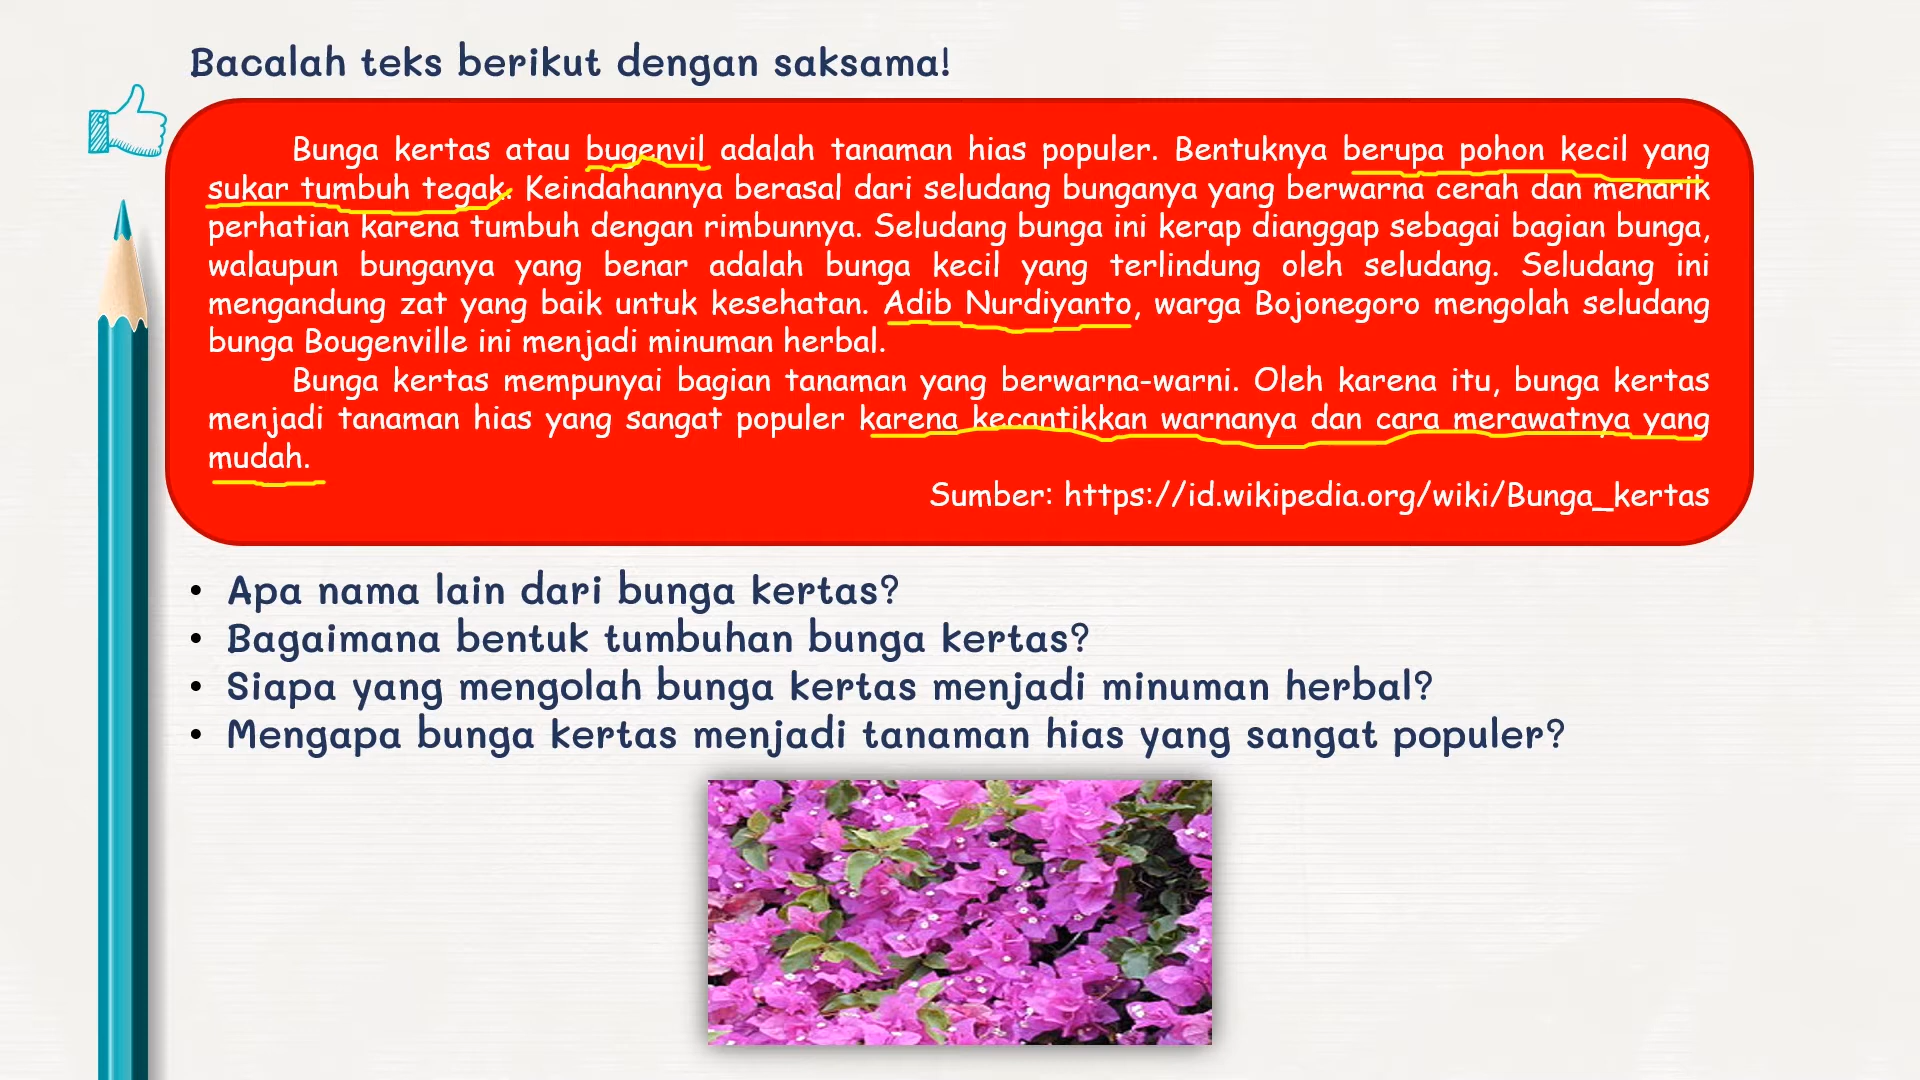 Bacalah teks berikut dengan saksama!
Bunga kertas atau bugenvil adalah tanaman hias populer. Bentuknya berupa pohon kecil yang
sukar tumbuh tegak. Keindahannya berasal dari seludang bunganya yang berwarna cerah dan menarik
perhatian karena tumbuh dengan rimbunnya. Seludang bunga ini kerap dianggap sebagai bagian bunga,
walaupun bunganya yang benar adalah bunga kecil yang terlindung oleh seludang. Seludang ini
mengandung zat yang baik untuk kesehatan. Adib Nurdiyanto, warga Bojonegoro mengolah seludang
bunga Bougenville ini menjadi minuman herbal.
Bunga kertas mempunyai bagian tanaman yang berwarna-warni. Oleh karena itu, bunga kertas
menjadi tanaman hias yang sangat populer karena kecantikkan warnanya dan cara merawatnya yang
mudah.
Sumber: https://id.wikipedia.org/wiki/Bunga_kertas
• Apa nama lain dari bunga kertas?
• Bagaimana bentuk tumbuhan bunga kertas?
• Siapa yang mengolah bunga kertas menjadi minuman herbal?
• Mengapa bunga kertas menjadi tanaman hias yang sangat populer?